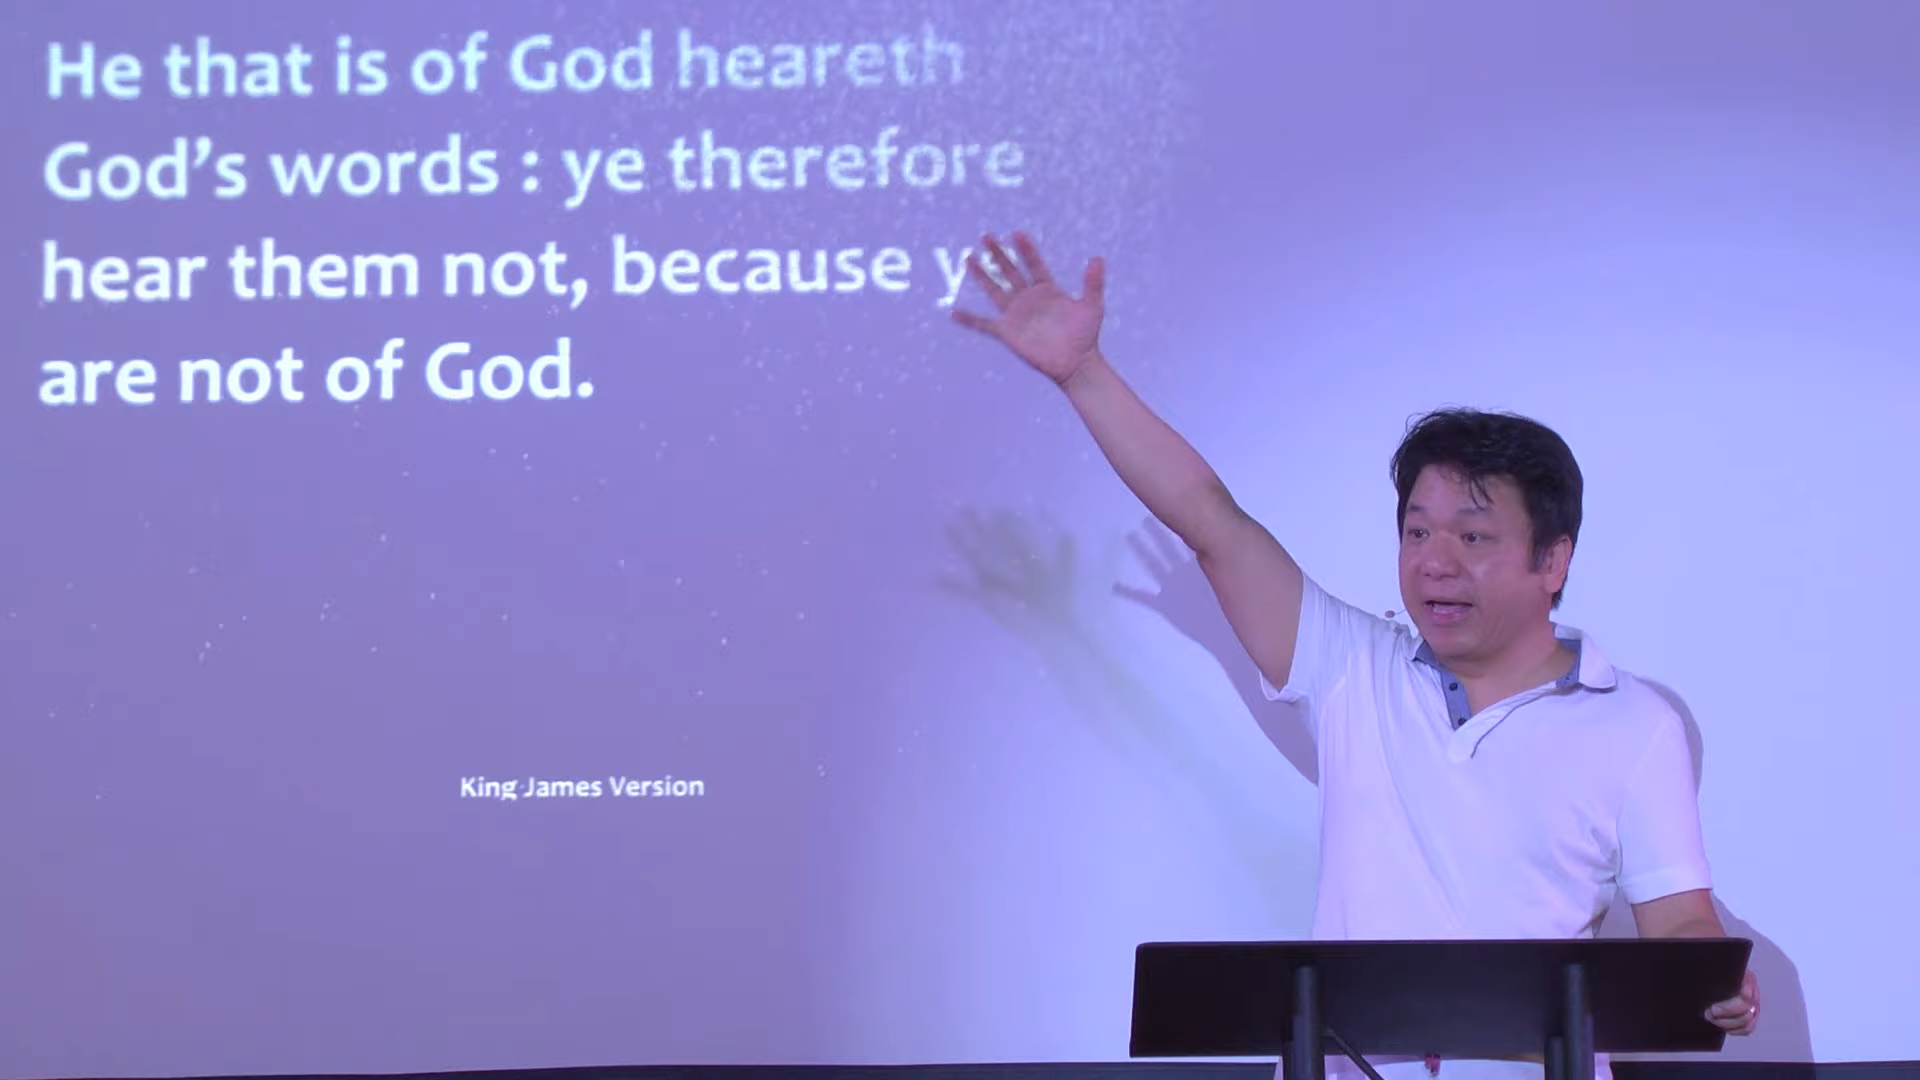 He that is of God heareth
God's words : ye therefore
hear them not, because ye
are not of God.
King James Version